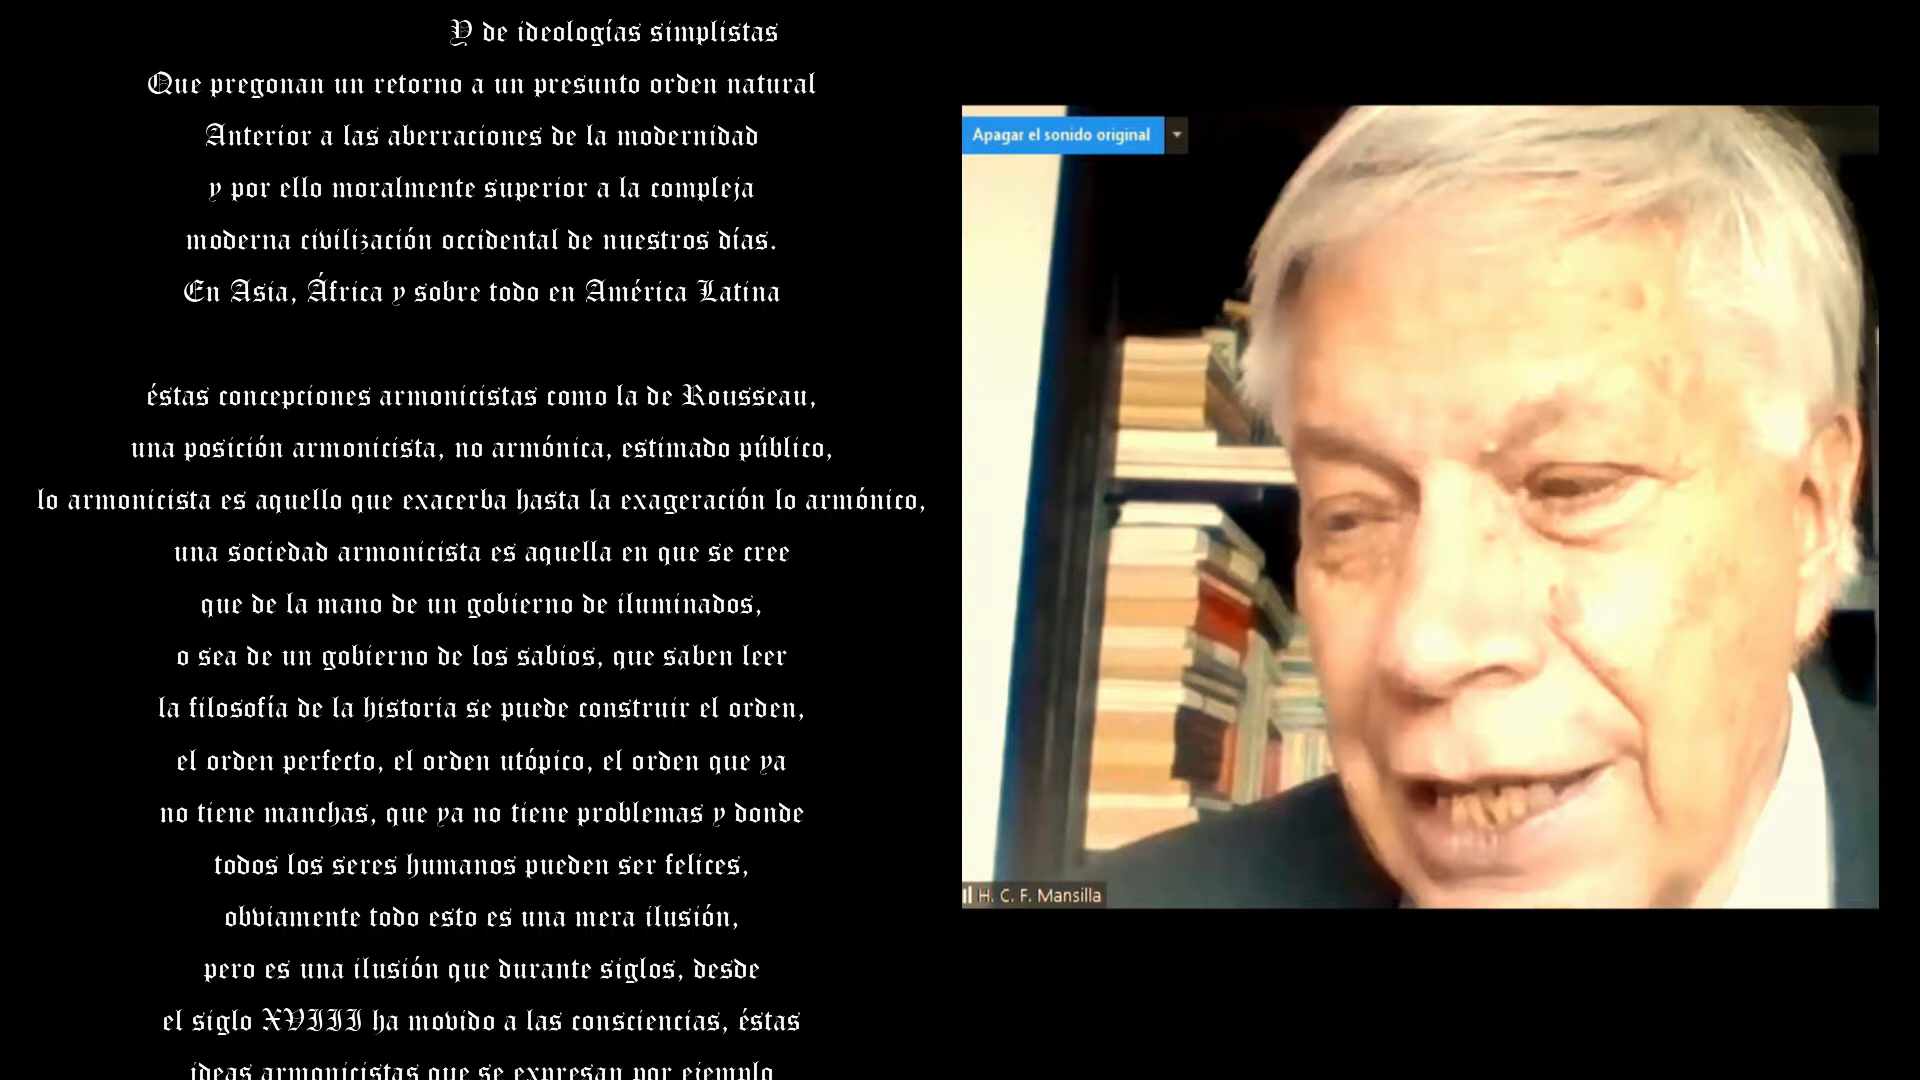 Y de ideologías simplistas
Que pregonan un retorno a un presunto orden natural
Anterior a las aberraciones de la modernidad
y por ello moralmente superior a la compleja
moderna civilización occidental de nuestros días.
En Asia, África y sobre todo en América Latina
éstas concepciones armonicistas como la de Rousseau,
una posición armonicista, no armónica, estimado público,
lo armonicista es aquello que exacerba hasta la exageración lo armónico,
una sociedad armonicista es aquella en que se cree
que de la mano de un gobierno de iluminados,
o sea de un gobierno de los sabios, que saben leer
la filosofía de la historia se puede construir el orden,
el orden perfecto, el orden utópico, el orden que ya
no tiene manchas, que ya no tiene problemas y donde
todos los seres humanos pueden ser felices,
obviamente todo esto es una mera ilusión,
pero es una ilusión que durante siglos, desde
el siglo XVIII ha movido a las consciencias, éstas
ideas armonicistas que se expresan por ejemplo
Apagar el sonido original
H. C. F. Mansilla